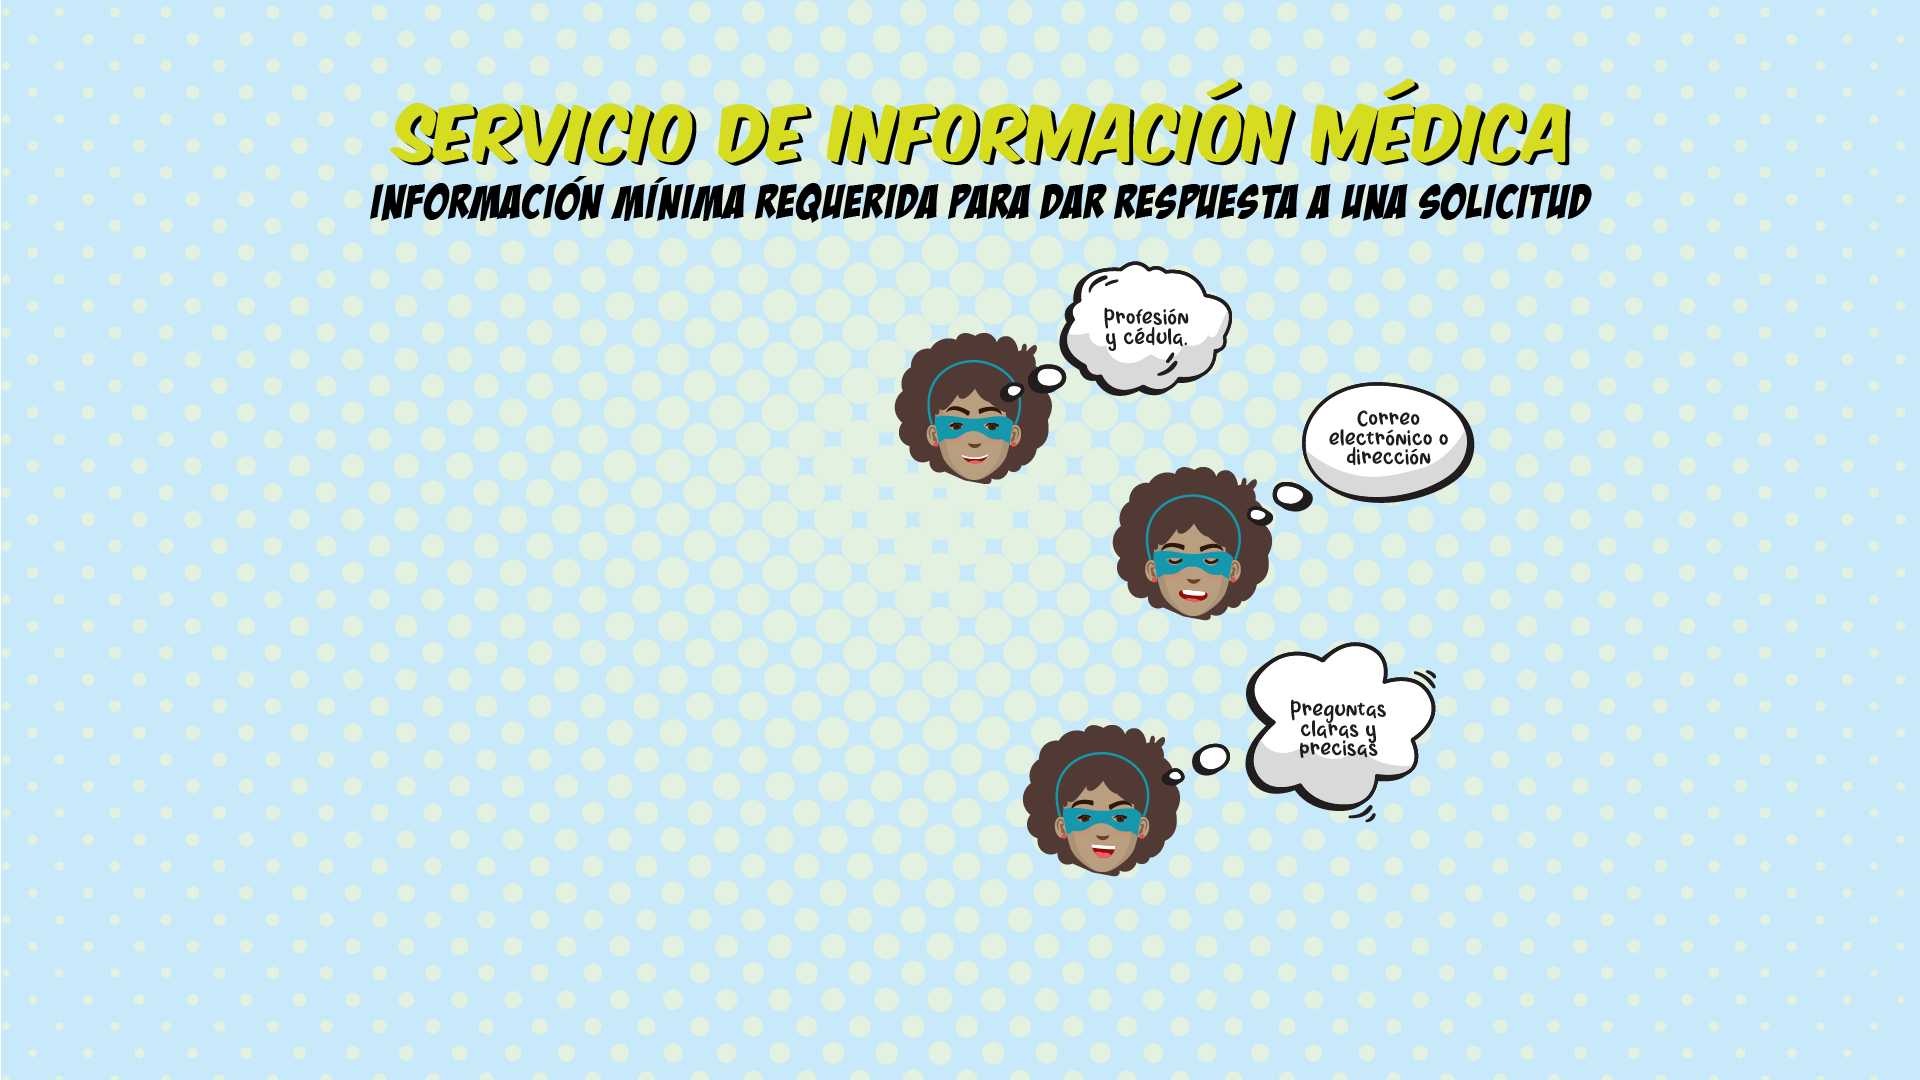 SERVICIO DE INFORMACIÓN MÉDICA
INFORMACIÓN MÍNIMA REQUERIDA PARA DAR RESPUESTA A UNA SOLICITUD
Profesión
y cédula.
Correo
electrónico o
dirección
Preguntas
claras y
precisas